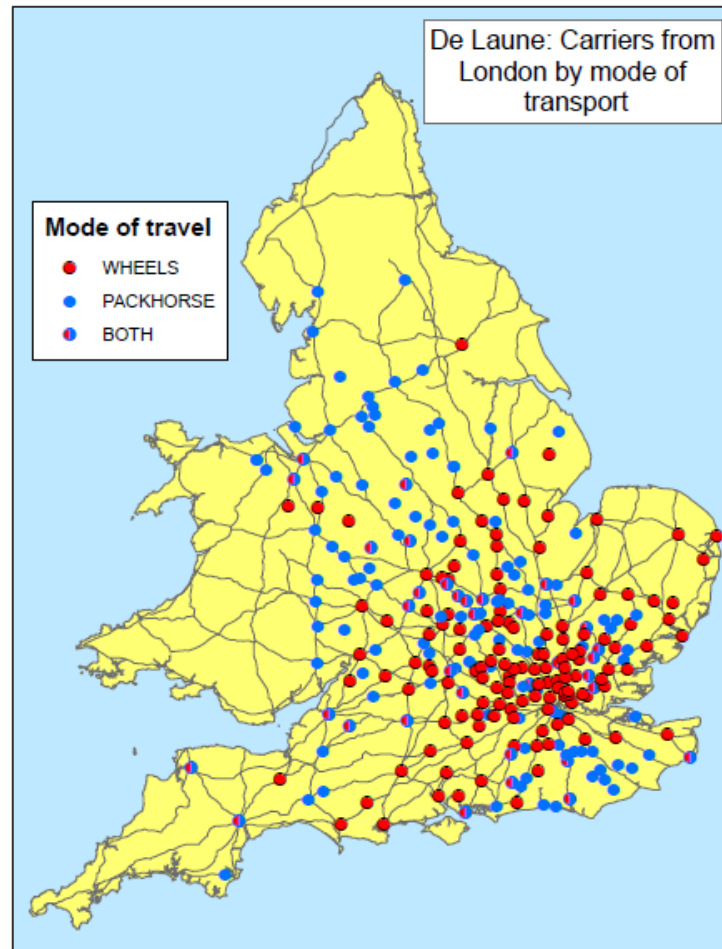 De Laune: Carriers from
London by mode of
transport
Mode of travel
WHEELS
PACKHORSE
BOTH